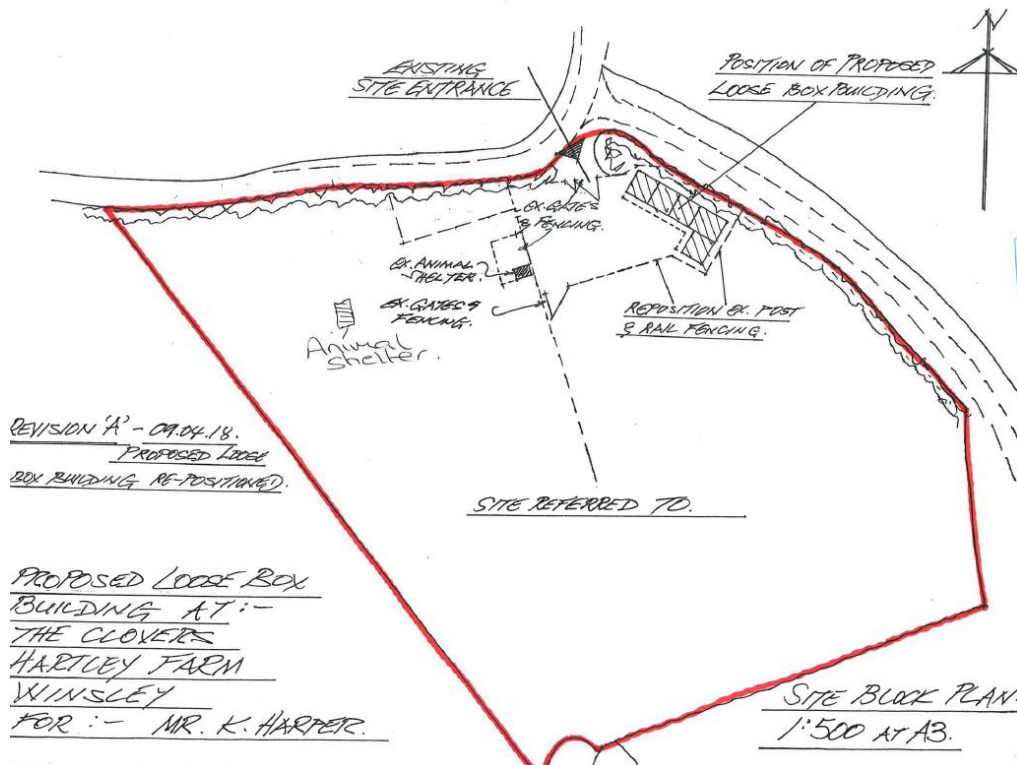 N
EXISTING
SITE ENTRANCE
POSITION OF PROPOSED
LOOSE BOX BUILDING.
EX. GATES
& FENCING.
EX. ANIMAL
SHELTER.
EX. GATES &
FENCING.
REPOSITION EX. POST
& RAIL FENCING.
Animal
shelter.
REVISION 'A' - 09.04.18.
PROPOSED LOOSE
BOX BUILDING RE-POSITIONED.
SITE REFERRED TO.
PROPOSED LOOSE BOX
BUILDING AT :-
THE CLOVERS
HARTLEY FARM
WINSLEY
FOR :- MR. K. HARPER.
SITE BLOCK PLAN.
1:500 AT A3.